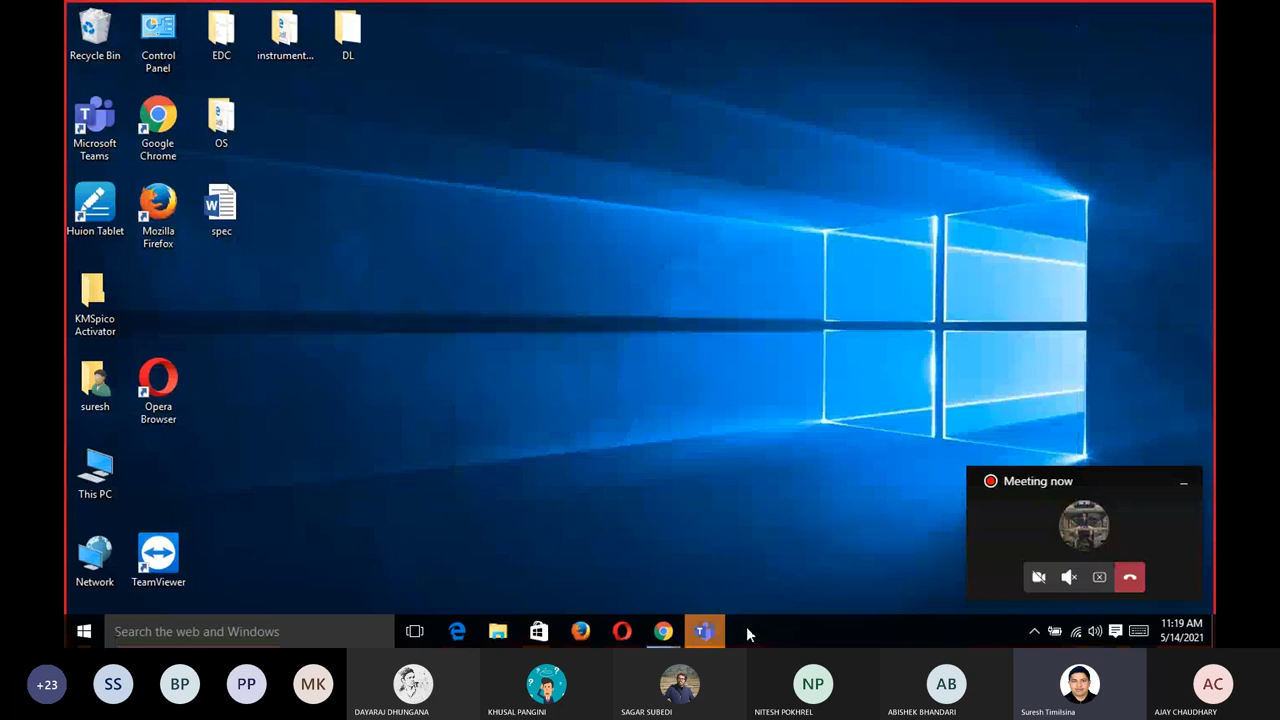 Recycle Bin
Control
Panel
EDC
instrument...
DL
Microsoft
Teams
Google
Chrome
OS
Huion Tablet
Mozilla
Firefox
W
spec
KMSpico
Activator
suresh
Opera
Browser
This PC
Network
TeamViewer
Meeting now
Search the web and Windows
11:19 AM
5/14/2021
+23
SS
BP
PP
MK
DAYARAJ DHUNGANA
KHUSAL PANGINI
SAGAR SUBEDI
NP
NITESH POKHREL
AB
ABISHEK BHANDARI
Suresh Timilsina
AC
AJAY CHAUDHARY